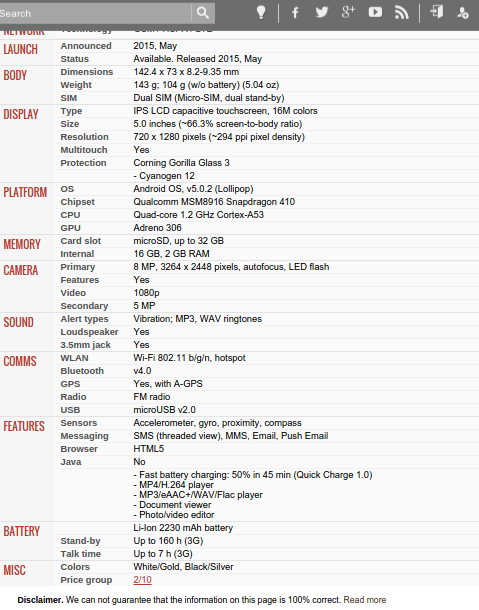 Search
NETWORK Technology
LAUNCH Announced 2015, May
Status Available. Released 2015, May
BODY Dimensions 142.4 x 73 x 8.2-9.35 mm
Weight 143 g; 104 g (w/o battery) (5.04 oz)
SIM Dual SIM (Micro-SIM, dual stand-by)
DISPLAY Type IPS LCD capacitive touchscreen, 16M colors
Size 5.0 inches (~66.3% screen-to-body ratio)
Resolution 720 x 1280 pixels (~294 ppi pixel density)
Multitouch Yes
Protection Corning Gorilla Glass 3
- Cyanogen 12
PLATFORM OS Android OS, v5.0.2 (Lollipop)
Chipset Qualcomm MSM8916 Snapdragon 410
CPU Quad-core 1.2 GHz Cortex-A53
GPU Adreno 306
MEMORY Card slot microSD, up to 32 GB
Internal 16 GB, 2 GB RAM
CAMERA Primary 8 MP, 3264 x 2448 pixels, autofocus, LED flash
Features Yes
Video 1080p
Secondary 5 MP
SOUND Alert types Vibration; MP3, WAV ringtones
Loudspeaker Yes
3.5mm jack Yes
COMMS WLAN Wi-Fi 802.11 b/g/n, hotspot
Bluetooth v4.0
GPS Yes, with A-GPS
Radio FM radio
USB microUSB v2.0
FEATURES Sensors Accelerometer, gyro, proximity, compass
Messaging SMS (threaded view), MMS, Email, Push Email
Browser HTML5
Java No
- Fast battery charging: 50% in 45 min (Quick Charge 1.0)
- MP4/H.264 player
- MP3/eAAC+/WAV/Flac player
- Document viewer
- Photo/video editor
BATTERY Li-Ion 2230 mAh battery
Stand-by Up to 160 h (3G)
Talk time Up to 7 h (3G)
MISC Colors White/Gold, Black/Silver
Price group 2/10
Disclaimer. We can not guarantee that the information on this page is 100% correct. Read more